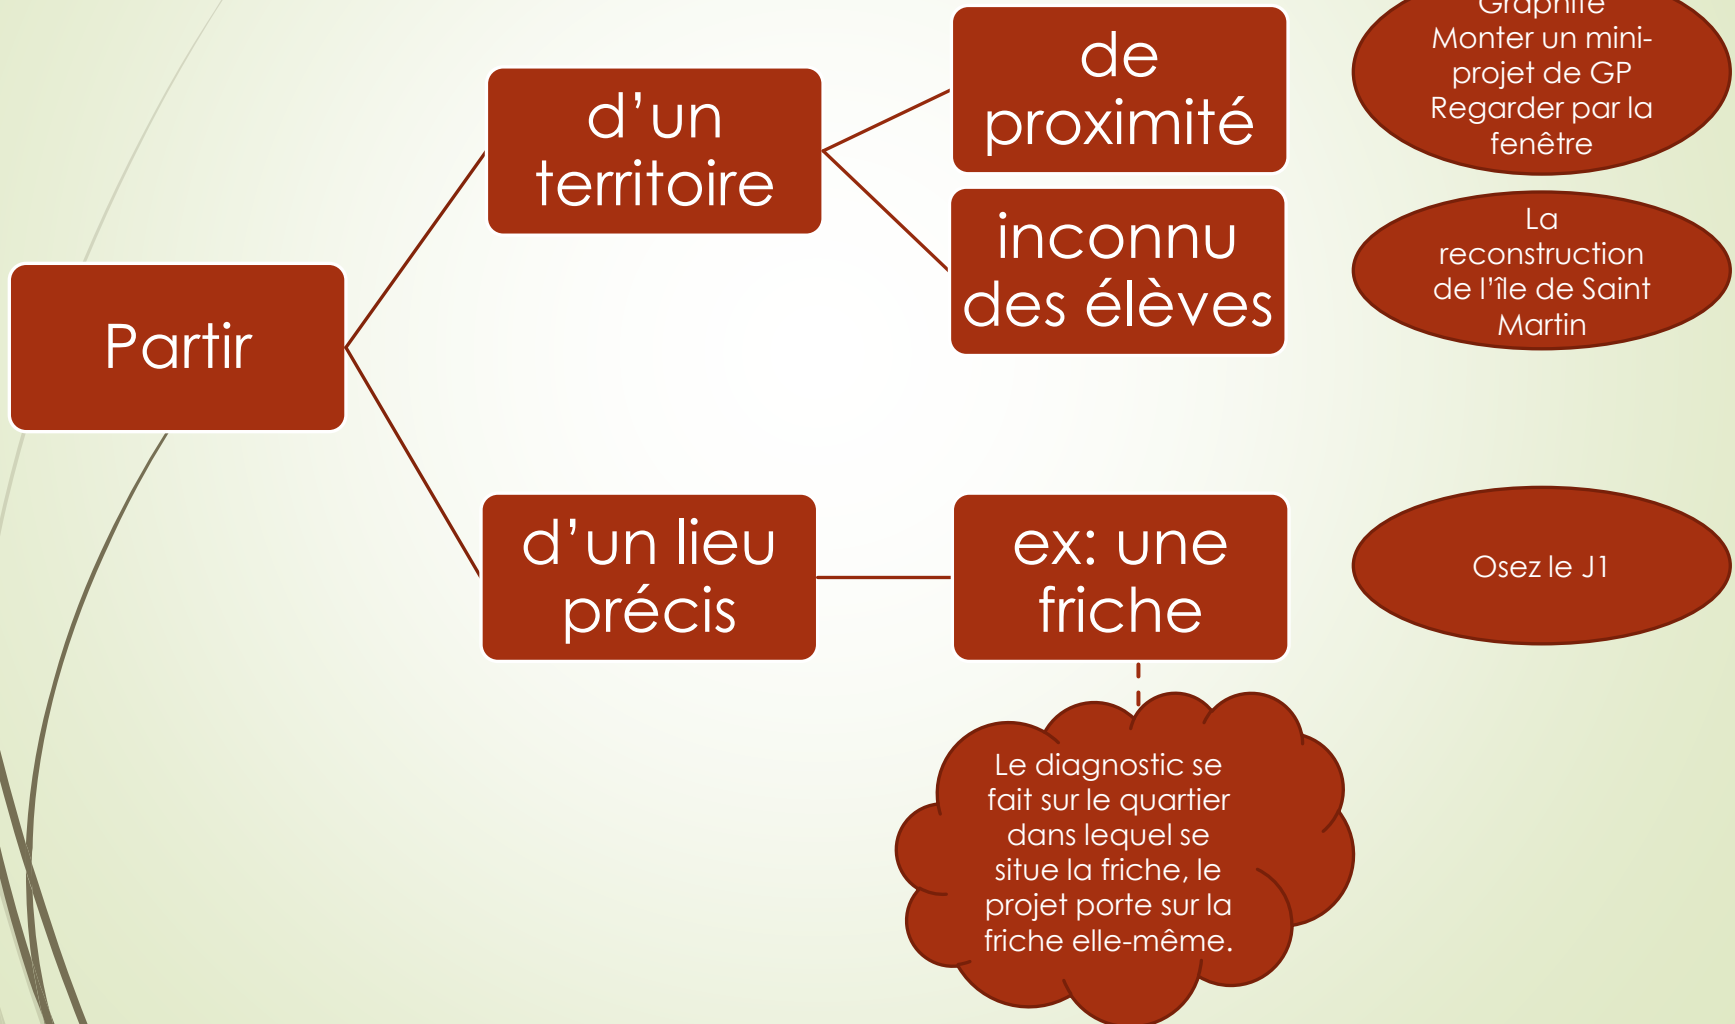 Partir
d’un
territoire
de
proximité
Graphite
Monter un mini-
projet de GP
Regarder par la
fenêtre
inconnu
des élèves
La
reconstruction
de l’île de Saint
Martin
d’un lieu
précis
ex: une
friche
Osez le J1
Le diagnostic se
fait sur le quartier
dans lequel se
situe la friche, le
projet porte sur la
friche elle-même.